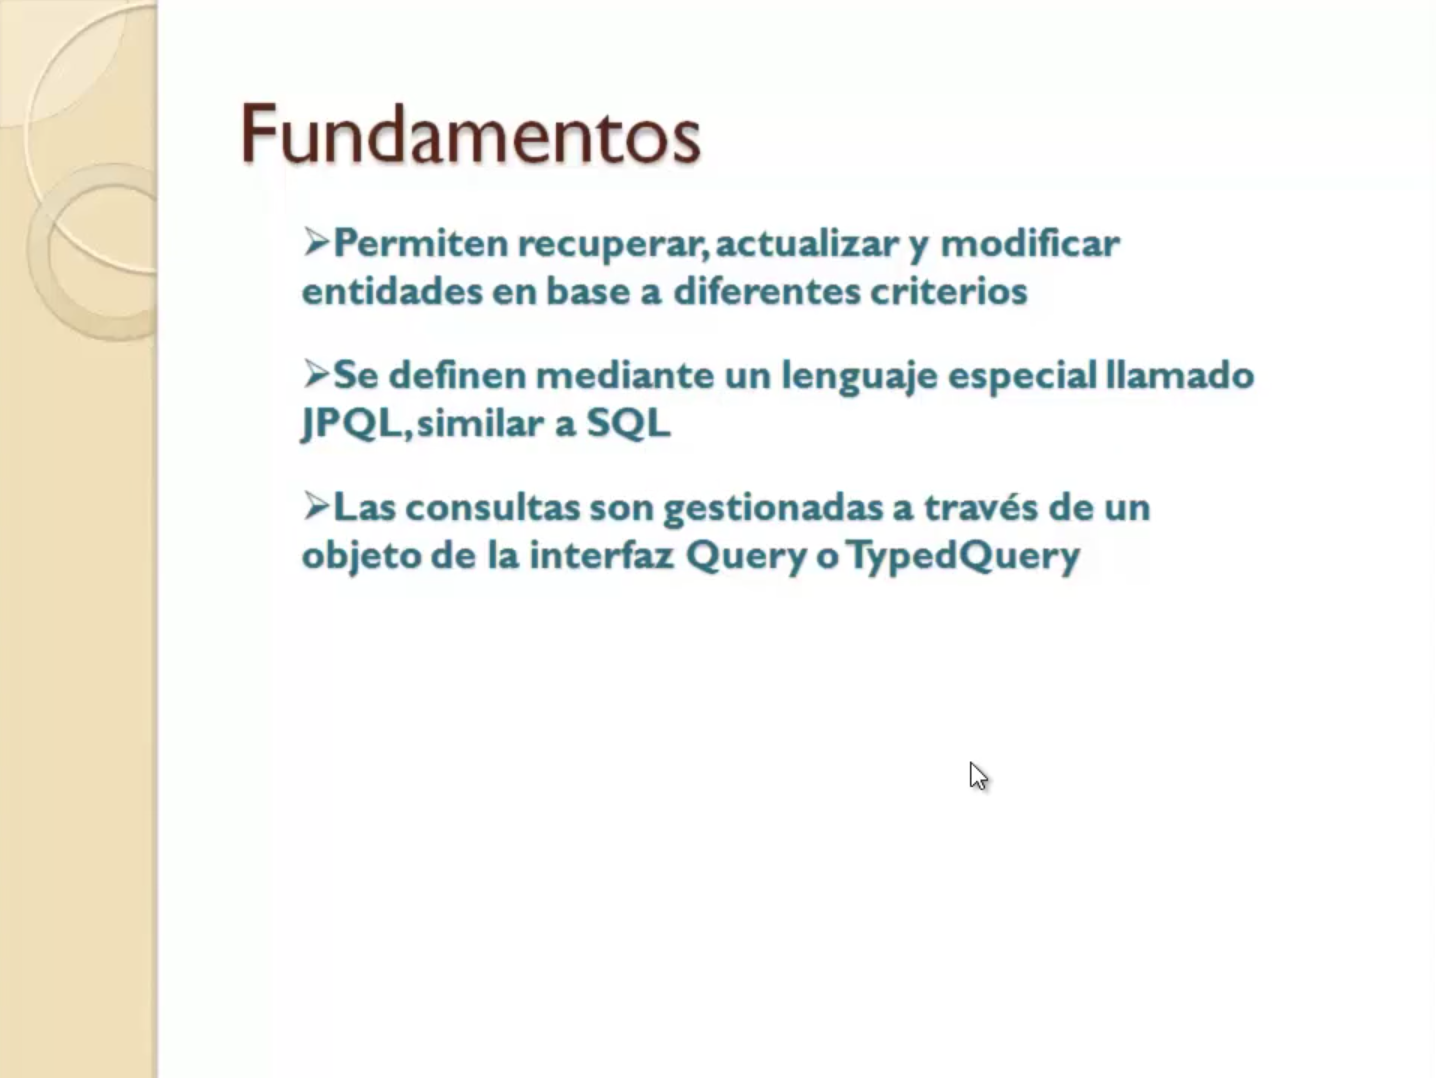 Fundamentos
➢Permiten recuperar, actualizar y modificar
entidades en base a diferentes criterios
➢Se definen mediante un lenguaje especial llamado
JPQL, similar a SQL
➢Las consultas son gestionadas a través de un
objeto de la interfaz Query o TypedQuery